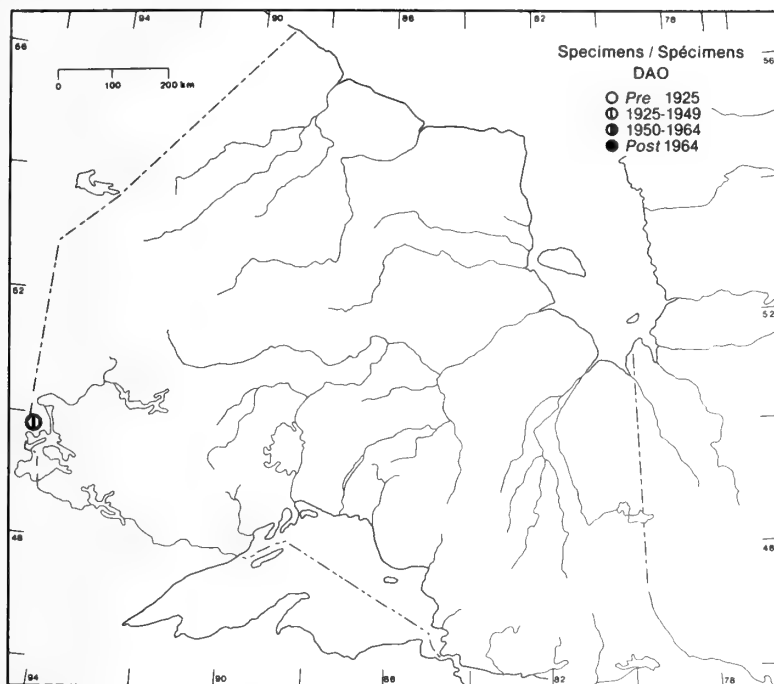 94 90 86 82 78
56
Specimens / Spécimens 56
DAO
0 100 200 km
Pre 1925
1925-1949
1950-1964
Post 1964
52 52
48 48
94 90 86 82 78